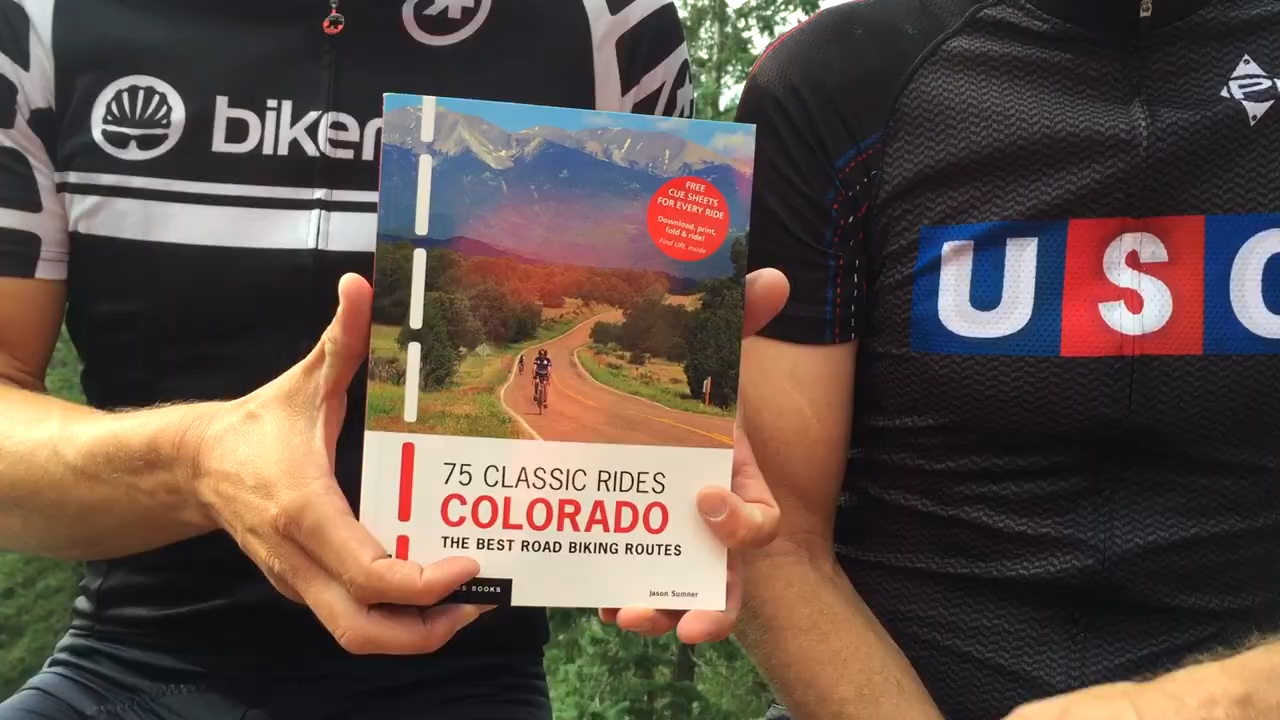 biker
USC
FREE
CUE SHEETS
FOR EVERY RIDE
Download, print,
fold & ride!
Find URL inside
75 CLASSIC RIDES
COLORADO
THE BEST ROAD BIKING ROUTES
BOOKS
Jason Sumner